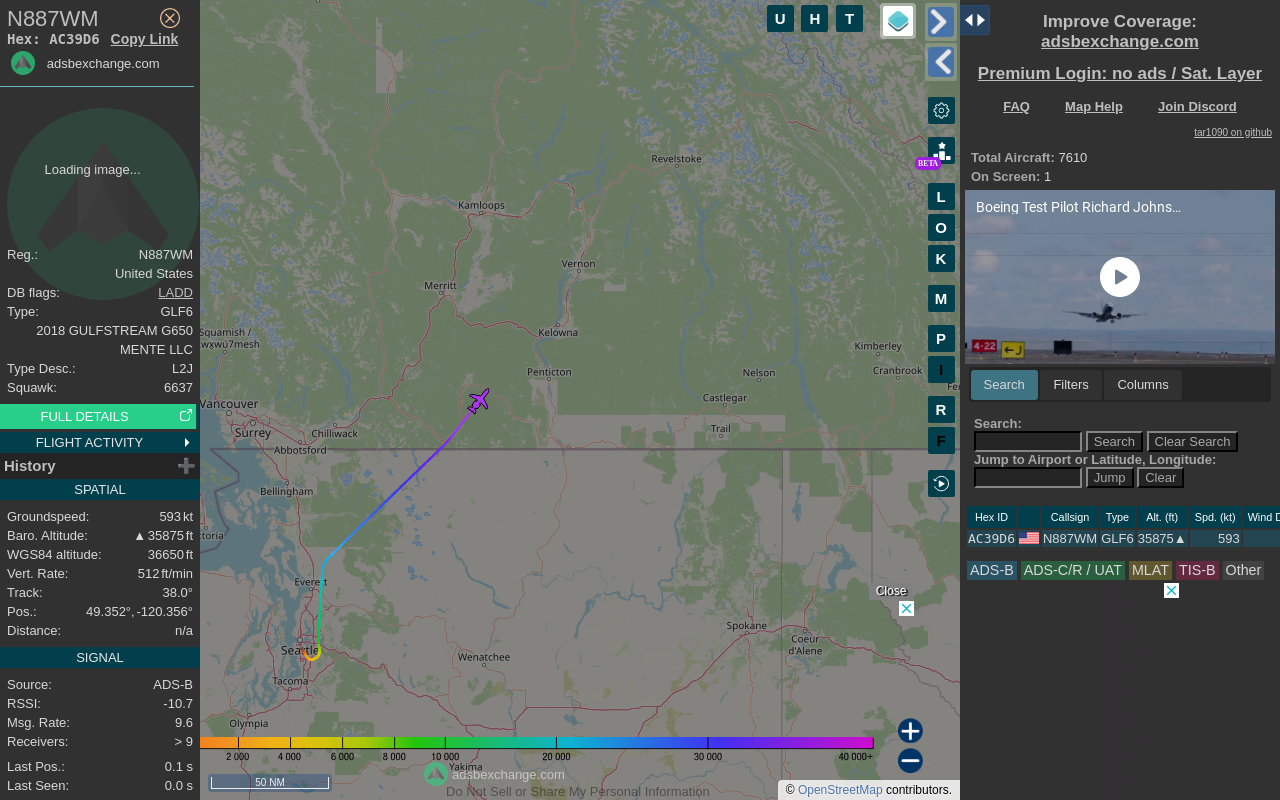 N887WM
Hex: AC39D6 Copy Link
adsbexchange.com
Loading image...
Reg.: N887WM
United States
DB flags: LADD
Type: GLF6
2018 GULFSTREAM G650
MENTE LLC
Type Desc.: L2J
Squawk: 6637
FULL DETAILS
FLIGHT ACTIVITY
History
SPATIAL
Groundspeed: 593 kt
Baro. Altitude: ▲ 35875 ft
WGS84 altitude: 36650 ft
Vert. Rate: 512 ft/min
Track: 38.0°
Pos.: 49.352°, -120.356°
Distance: n/a
SIGNAL
Source: ADS-B
RSSI: -10.7
Msg. Rate: 9.6
Receivers: > 9
Last Pos.: 0.1 s
Last Seen: 0.0 s
U H T
BETA
L
O
K
M
P
I
R
F
Revelstoke
Kamloops
Vernon
Merritt
Squamish /
Kelowna
Kimberley
Cranbrook
Penticton
Nelson
Castlegar
Vancouver
Surrey
Chilliwack
Abbotsford
Trail
Bellingham
Everett
Seattle
Tacoma
Olympia
Wenatchee
Spokane
Coeur
d'Alene
Yakima
Close
2 000 4 000 6 000 8 000 10 000 20 000 30 000 40 000+
50 NM
adsbexchange.com
Do Not Sell or Share My Personal Information
© OpenStreetMap contributors.
Improve Coverage:
adsbexchange.com
Premium Login: no ads / Sat. Layer
FAQ Map Help Join Discord
tar1090 on github
Total Aircraft: 7610
On Screen: 1
Boeing Test Pilot Richard Johns...
4-22
Search Filters Columns
Search:
Search Clear Search
Jump to Airport or Latitude, Longitude:
Jump Clear
Hex ID Callsign Type Alt. (ft) Spd. (kt) Wind D
AC39D6 N887WM GLF6 35875▲ 593
ADS-B ADS-C/R / UAT MLAT TIS-B Other